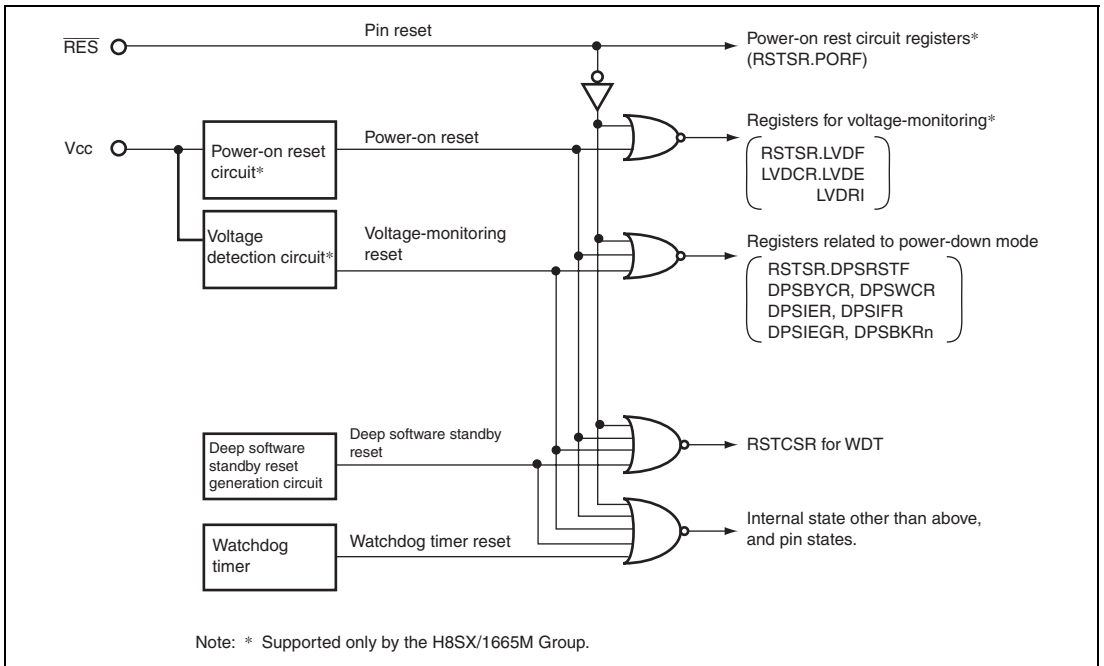 RES
Pin reset
Power-on rest circuit registers*
(RSTSR.PORF)
Vcc
Power-on reset
circuit*
Power-on reset
Registers for voltage-monitoring*
RSTSR.LVDF
LVDCR.LVDE
LVDRI
Voltage
detection circuit*
Voltage-monitoring
reset
Registers related to power-down mode
RSTSR.DPSRSTF
DPSBYCR, DPSWCR
DPSIER, DPSIFR
DPSIEGR, DPSBKRn
Deep software
standby reset
generation circuit
Deep software standby
reset
RSTCSR for WDT
Watchdog
timer
Watchdog timer reset
Internal state other than above,
and pin states.
Note: * Supported only by the H8SX/1665M Group.